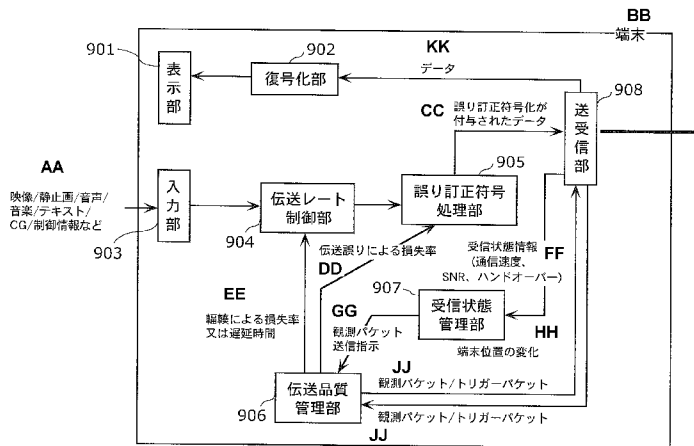 BB
端末
901
902
KK
908
表示部
復号化部
データ
送受信部
CC
誤り訂正符号化が
付与されたデータ
AA
905
映像/静止画/音声/
音楽/テキスト/
CG/制御情報など
入力部
903
伝送レート
制御部
904
誤り訂正符号
処理部
伝送誤りによる損失率
DD
受信状態情報
(通信速度、
SNR、ハンドオーバー)
FF
EE
輻輳による損失率
又は遅延時間
GG
観測パケット
送信指示
907
受信状態
管理部
HH
端末位置の変化
JJ
観測パケット/トリガーパケット
伝送品質
管理部
906
観測パケット/トリガーパケット
JJ